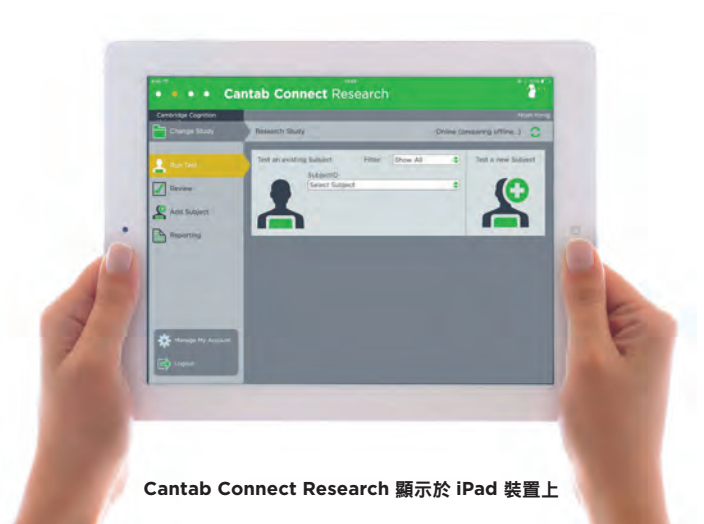 Cantab Connect Research
Cambridge Cognition
Change Study
Research Study
Online (preparing offline..)
Run Test
Test an existing Subject
Filter
Show All
Test a new Subject
SubjectID
Select Subject
Review
Add Subject
Reporting
Manage My Account
Logout
Cantab Connect Research 顯示於 iPad 裝置上